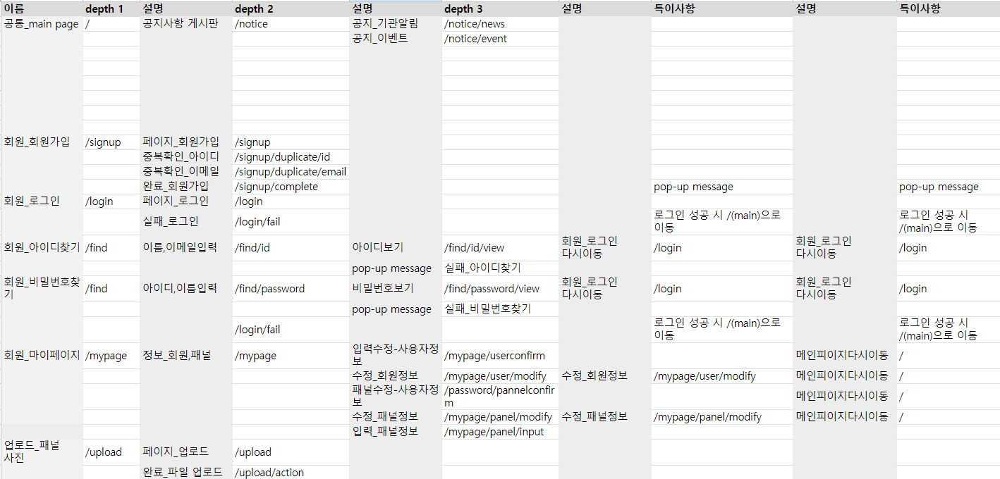 이름 depth 1 설명 depth 2 설명 depth 3 설명 특이사항 설명 특이사항
공통_main page / 공지사항 게시판 /notice 공지_기관알림 /notice/news
공지_이벤트 /notice/event
회원_회원가입 /signup 페이지_회원가입 /signup
중복확인_아이디 /signup/duplicate/id
중복확인_이메일 /signup/duplicate/email
완료_회원가입 /signup/complete pop-up message pop-up message
회원_로그인 /login 페이지_로그인 /login
실패_로그인 /login/fail 로그인 성공 시 /(main)으로 이동 로그인 성공 시 /(main)으로 이동
회원_아이디찾기 /find 이름,이메일입력 /find/id 아이디보기 /find/id/view 회원_로그인 다시이동 /login 회원_로그인 다시이동 /login
pop-up message 실패_아이디찾기
회원_비밀번호찾기 /find 아이디,이름입력 /find/password 비밀번호보기 /find/password/view 회원_로그인 다시이동 /login 회원_로그인 다시이동 /login
pop-up message 실패_비밀번호찾기
/login/fail 로그인 성공 시 /(main)으로 이동 로그인 성공 시 /(main)으로 이동
회원_마이페이지 /mypage 정보_회원,패널 /mypage 입력수정-사용자정보 /mypage/userconfirm 메인피이지다시이동 /
수정_회원정보 /mypage/user/modify 수정_회원정보 /mypage/user/modify 메인피이지다시이동 /
패널수정-사용자정보 /password/pannelconfirm 메인피이지다시이동 /
수정_패널정보 /mypage/panel/modify 수정_패널정보 /mypage/panel/modify 메인피이지다시이동 /
입력_패널정보 /mypage/panel/input
업로드_패널 사진 /upload 페이지_업로드 /upload
완료_파일 업로드 /upload/action